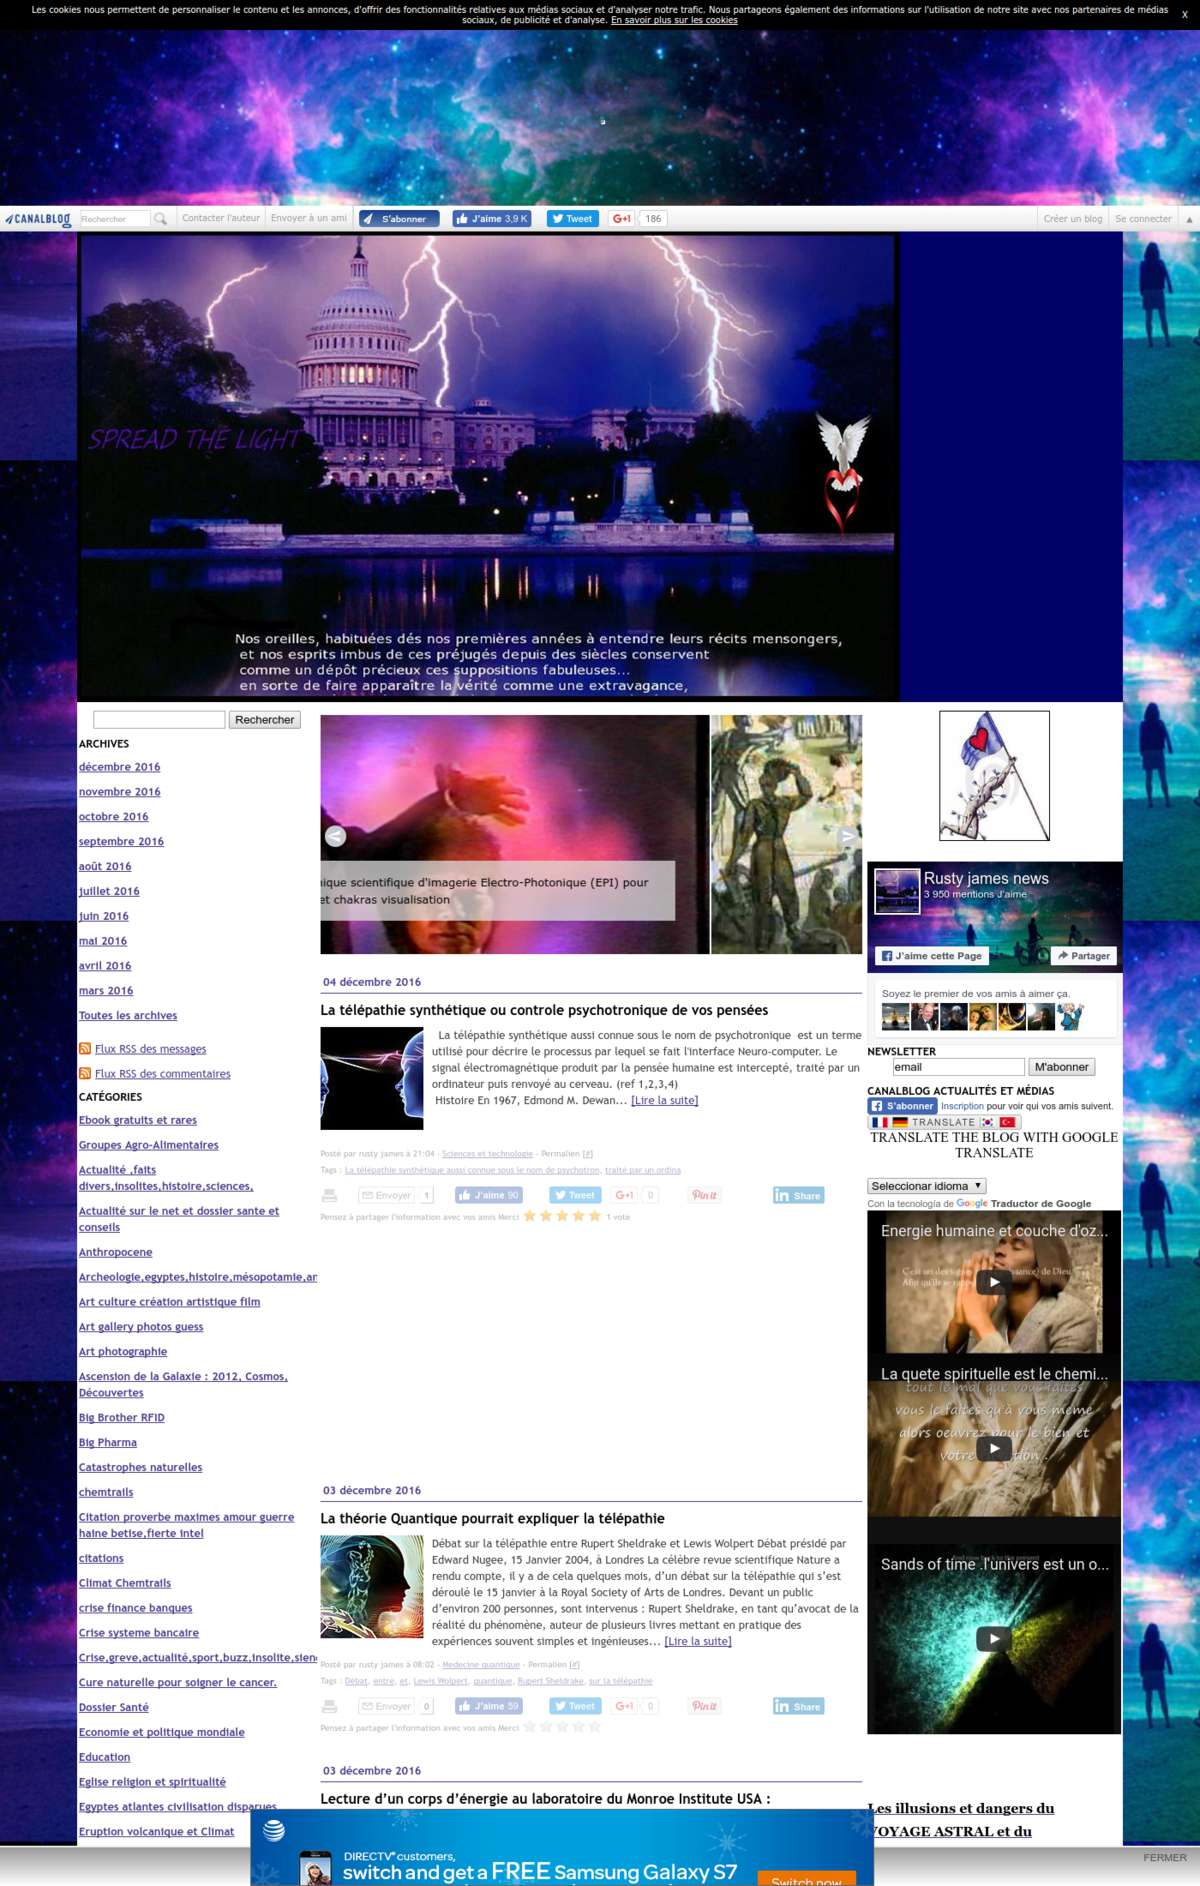 Les cookies nous permettent de personnaliser le contenu et les annonces, d'offrir des fonctionnalités relatives aux médias sociaux et d'analyser notre trafic. Nous partageons également des informations sur l'utilisation de notre site avec nos partenaires de médias
sociaux, de publicité et d'analyse. En savoir plus sur les cookies
X
CANALBLOG
Rechercher
Contacter l'auteur
Envoyer à un ami
S'abonner
J'aime 3,9 K
Tweet
G+1
186
Créer un blog
Se connecter
SPREAD THE LIGHT
Nos oreilles, habituées dés nos premières années à entendre leurs récits mensongers,
et nos esprits imbus de ces préjugés depuis des siècles conservent
comme un dépôt précieux ces suppositions fabuleuses...
en sorte de faire apparaître la vérité comme une extravagance,
Rechercher
ARCHIVES
décembre 2016
novembre 2016
octobre 2016
septembre 2016
août 2016
juillet 2016
juin 2016
mai 2016
avril 2016
mars 2016
Toutes les archives
Flux RSS des messages
Flux RSS des commentaires
CATÉGORIES
Ebook gratuits et rares
Groupes Agro-Alimentaires
Actualité ,faits
divers,insolites,histoire,sciences,
Actualité sur le net et dossier sante et
conseils
Anthropocene
Archeologie,egyptes,histoire,mésopotamie,an
Art culture création artistique film
Art gallery photos guess
Art photographie
Ascension de la Galaxie : 2012, Cosmos,
Découvertes
Big Brother RFID
Big Pharma
Catastrophes naturelles
chemtrails
Citation proverbe maximes amour guerre
haine betise,fierte intel
citations
Climat Chemtrails
crise finance banques
Crise systeme bancaire
Crise,greve,actualité,sport,buzz,insolite,sien
Cure naturelle pour soigner le cancer.
Dossier Santé
Economie et politique mondiale
Education
Eglise religion et spiritualité
Egyptes atlantes civilisation disparues
Eruption volcanique et Climat
nique scientifique d'imagerie Electro-Photonique (EPI) pour
et chakras visualisation
04 décembre 2016
La télépathie synthétique ou controle psychotronique de vos pensées
La télépathie synthétique aussi connue sous le nom de psychotronique est un terme
utilisé pour décrire le processus par lequel se fait l'interface Neuro-computer. Le
signal électromagnétique produit par la pensée humaine est intercepté, traité par un
ordinateur puis renvoyé au cerveau. (ref 1,2,3,4)
Histoire En 1967, Edmond M. Dewan... [Lire la suite]
Posté par rusty james à 21:04 - Sciences et technologie - Permalien [#]
Tags : La télépathie synthétique aussi connue sous le nom de psychotron, traité par un ordina
Envoyer 1
J'aime 90
Tweet
G+1 0
Pinit
Share
Pensez à partager l'information avec vos amis Merci
1 vote
03 décembre 2016
La théorie Quantique pourrait expliquer la télépathie
Débat sur la télépathie entre Rupert Sheldrake et Lewis Wolpert Débat présidé par
Edward Nugee, 15 Janvier 2004, à Londres La célèbre revue scientifique Nature a
rendu compte, il y a de cela quelques mois, d'un débat sur la télépathie qui s'est
déroulé le 15 janvier à la Royal Society of Arts de Londres. Devant un public
d'environ 200 personnes, sont intervenus : Rupert Sheldrake, en tant qu'avocat de la
réalité du phénomène, auteur de plusieurs livres mettant en pratique des
expériences souvent simples et ingénieuses... [Lire la suite]
Posté par rusty james à 08:02 - Medecine quantique - Permalien [#]
Tags : Débat, entre, et, Lewis Wolpert, quantique, Rupert Sheldrake, sur la télépathie
Envoyer 0
J'aime 59
Tweet
G+1 0
Pinit
Share
Pensez à partager l'information avec vos amis Merci
03 décembre 2016
Lecture d'un corps d'énergie au laboratoire du Monroe Institute USA :
Rusty james news
3 950 mentions J'aime
J'aime cette Page
Partager
Soyez le premier de vos amis à aimer ça.
NEWSLETTER
email
M'abonner
CANALBLOG ACTUALITÉS ET MÉDIAS
S'abonner
Inscription pour voir qui vos amis suivent.
TRANSLATE
TRANSLATE THE BLOG WITH GOOGLE
TRANSLATE
Seleccionar idioma
Con la tecnología de Google Traductor de Google
Energie humaine et couche d'oz...
C'est un des signes
ssance) de Dieu
La quete spirituelle est le chemi...
tout le mal que vous faites
vous le faites qu'à vous même
alors oeuvrez pour le bien et
votre
Sands of time .l'univers est un o...
Les illusions et dangers du
VOYAGE ASTRAL et du
DIRECTV customers,
switch and get a FREE Samsung Galaxy S7
Switch now
FERMER